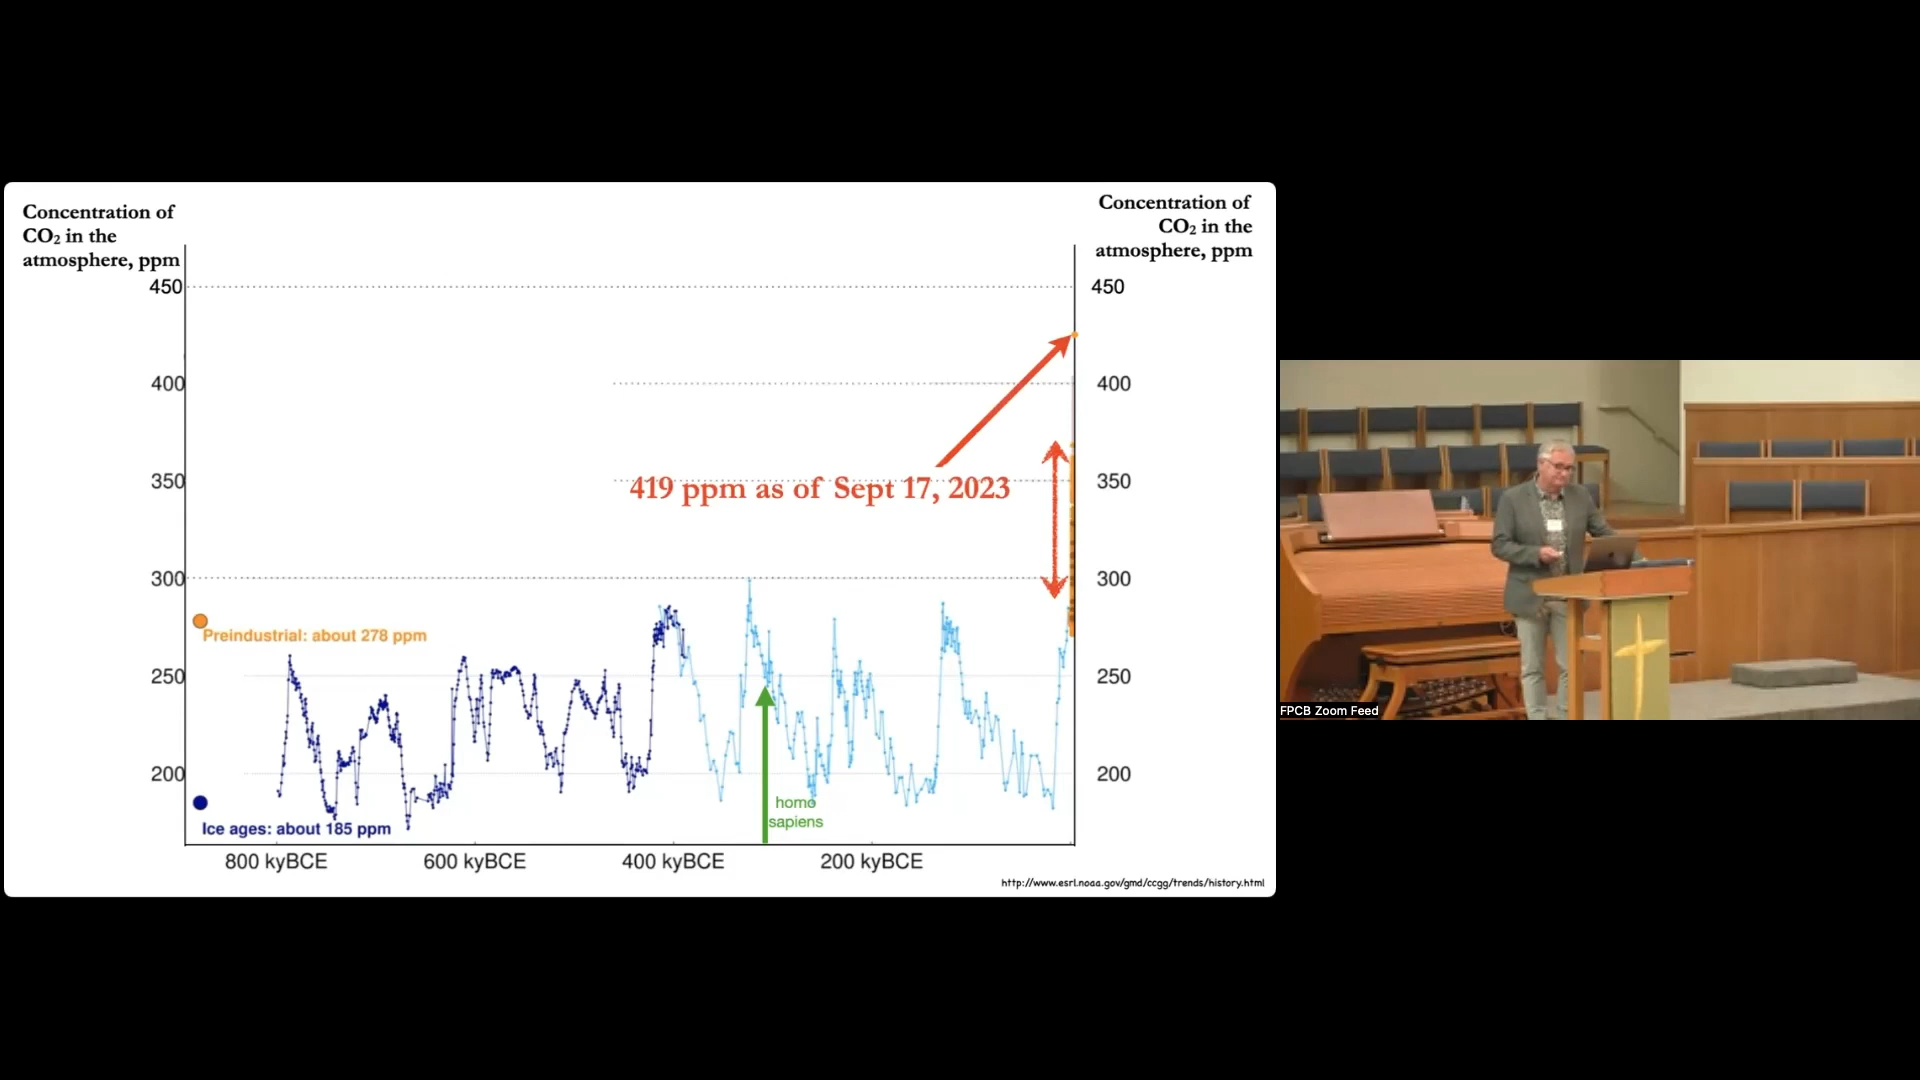 Concentration of
CO₂ in the
atmosphere, ppm
Concentration of
CO₂ in the
atmosphere, ppm
450
450
400
400
350
419 ppm as of Sept 17, 2023
350
300
300
Preindustrial: about 278 ppm
250
250
200
200
homo
sapiens
Ice ages: about 185 ppm
800 kyBCE
600 kyBCE
400 kyBCE
200 kyBCE
http://www.esrl.noaa.gov/gmd/ccgg/trends/history.html
FPCB Zoom Feed